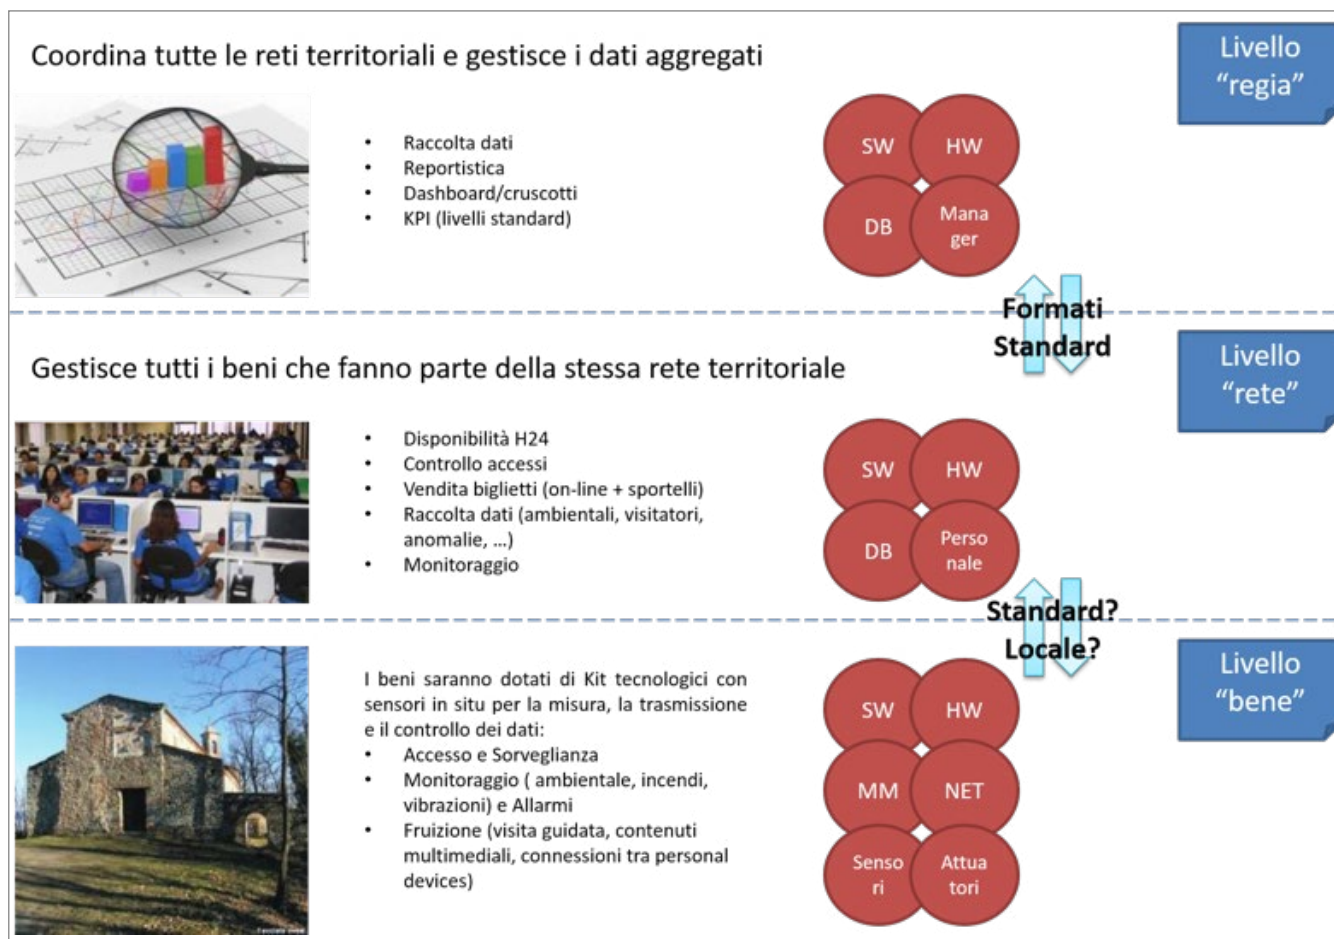 Coordina tutte le reti territoriali e gestisce i dati aggregati
Livello
“regia”
• Raccolta dati
• Reportistica
• Dashboard/cruscotti
• KPI (livelli standard)
SW
HW
DB
Mana
ger
Formati
Standard
Gestisce tutti i beni che fanno parte della stessa rete territoriale
Livello
“rete”
• Disponibilità H24
• Controllo accessi
• Vendita biglietti (on-line + sportelli)
• Raccolta dati (ambientali, visitatori,
anomalie, ...)
• Monitoraggio
SW
HW
DB
Perso
nale
Standard?
Locale?
Livello
“bene”
I beni saranno dotati di Kit tecnologici con
sensori in situ per la misura, la trasmissione
e il controllo dei dati:
• Accesso e Sorveglianza
• Monitoraggio ( ambientale, incendi,
vibrazioni) e Allarmi
• Fruizione (visita guidata, contenuti
multimediali, connessioni tra personal
devices)
SW
HW
MM
NET
Senso
ri
Attua
tori